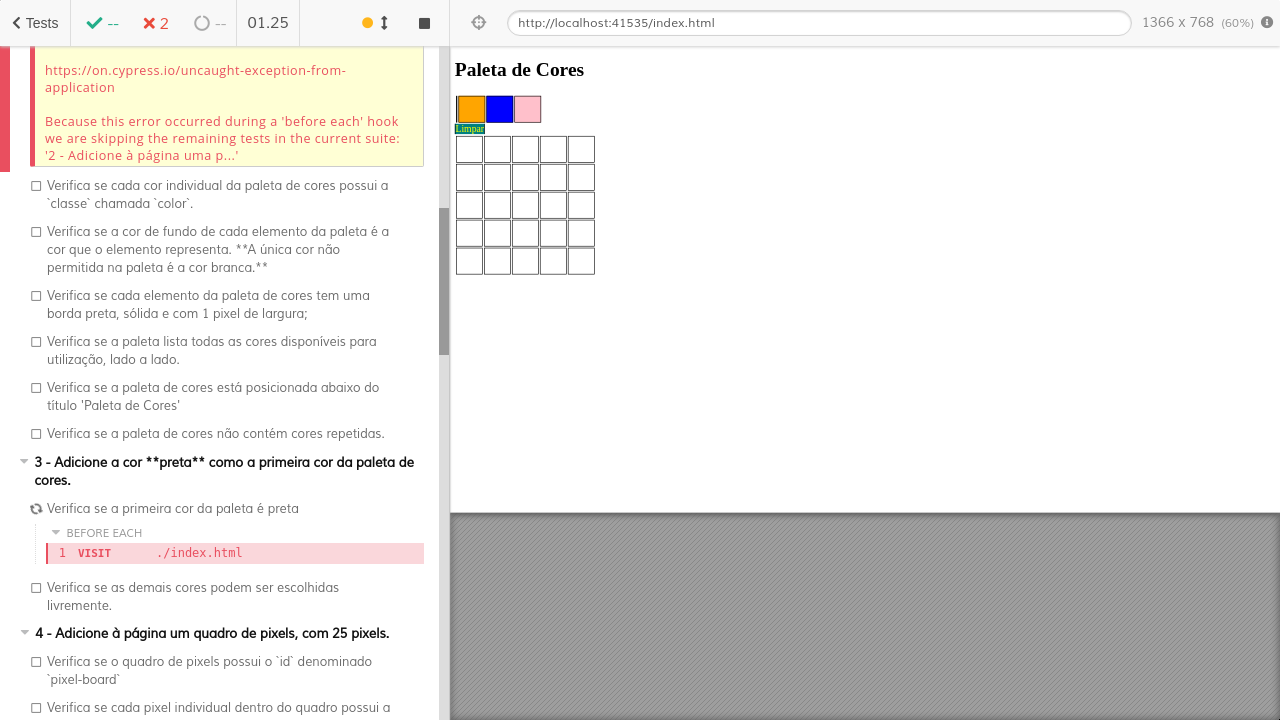 Tests
--
2
--
01.25
http://localhost:41535/index.html
1366 x 768 (60%)
https://on.cypress.io/uncaught-exception-from-
application
Because this error occurred during a 'before each' hook
we are skipping the remaining tests in the current suite:
'2 - Adicione à página uma p...'
Verifica se cada cor individual da paleta de cores possui a
`classe` chamada `color`.
Verifica se a cor de fundo de cada elemento da paleta é a
cor que o elemento representa. **A única cor não
permitida na paleta é a cor branca.**
Verifica se cada elemento da paleta de cores tem uma
borda preta, sólida e com 1 pixel de largura;
Verifica se a paleta lista todas as cores disponíveis para
utilização, lado a lado.
Verifica se a paleta de cores está posicionada abaixo do
título 'Paleta de Cores'
Verifica se a paleta de cores não contém cores repetidas.
3 - Adicione a cor **preta** como a primeira cor da paleta de
cores.
Verifica se a primeira cor da paleta é preta
BEFORE EACH
1 VISIT ./index.html
Verifica se as demais cores podem ser escolhidas
livremente.
4 - Adicione à página um quadro de pixels, com 25 pixels.
Verifica se o quadro de pixels possui o `id` denominado
`pixel-board`
Verifica se cada pixel individual dentro do quadro possui a
Paleta de Cores
Limpar